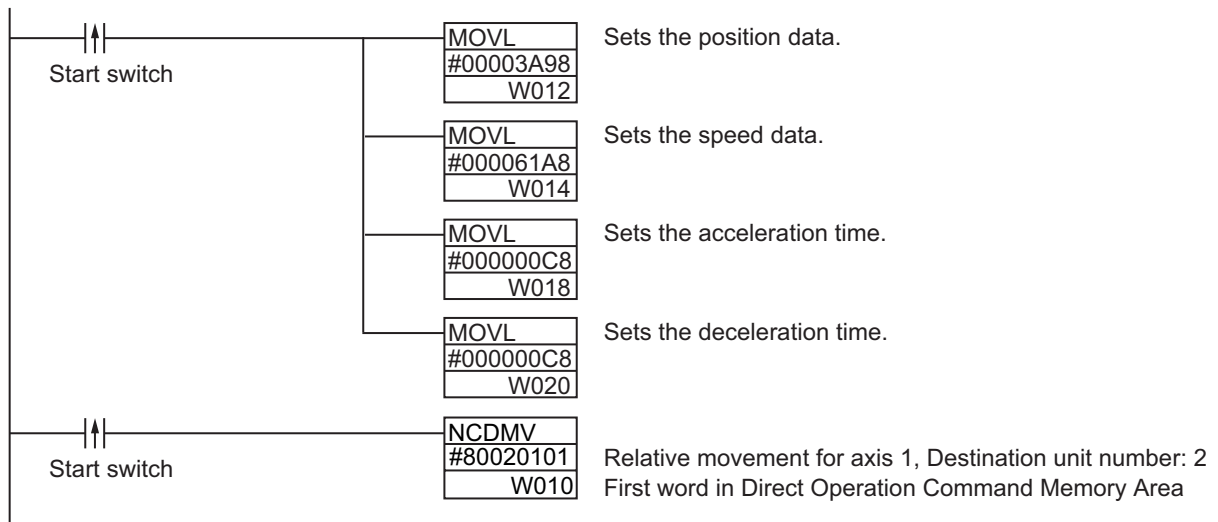 MOVL
Sets the position data.
#00003A98
Start switch
W012
MOVL
Sets the speed data.
#000061A8
W014
MOVL
Sets the acceleration time.
#000000C8
W018
MOVL
Sets the deceleration time.
#000000C8
W020
NCDMV
#80020101
Relative movement for axis 1, Destination unit number: 2
Start switch
W010
First word in Direct Operation Command Memory Area